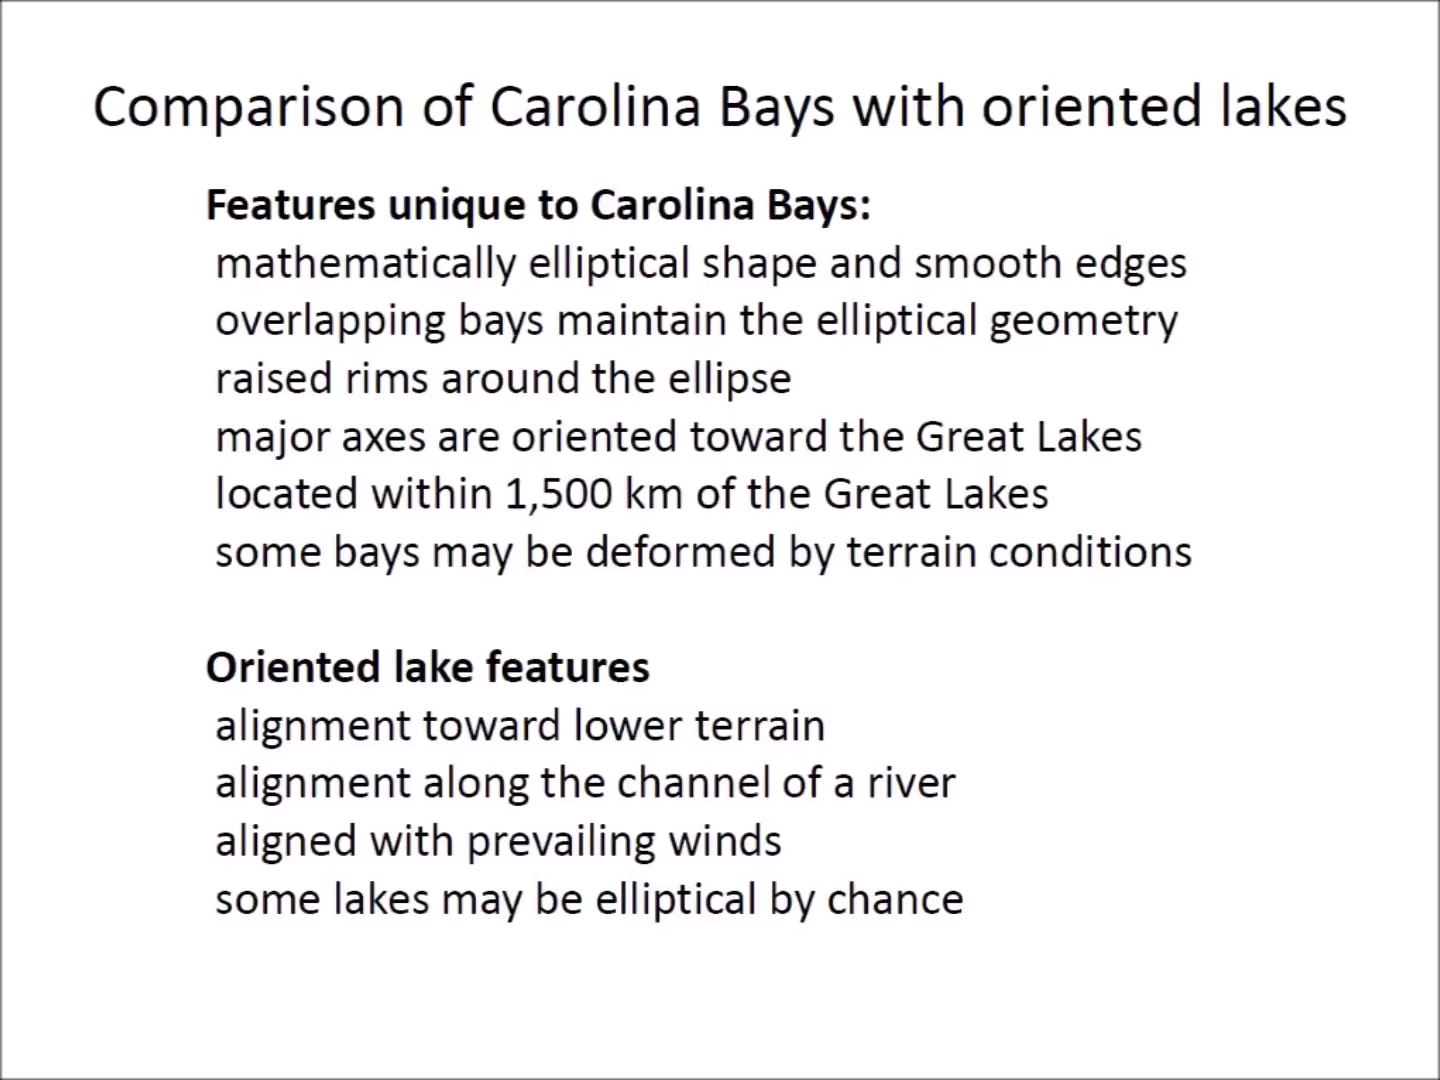 Comparison of Carolina Bays with oriented lakes
Features unique to Carolina Bays:
mathematically elliptical shape and smooth edges
overlapping bays maintain the elliptical geometry
raised rims around the ellipse
major axes are oriented toward the Great Lakes
located within 1,500 km of the Great Lakes
some bays may be deformed by terrain conditions
Oriented lake features
alignment toward lower terrain
alignment along the channel of a river
aligned with prevailing winds
some lakes may be elliptical by chance